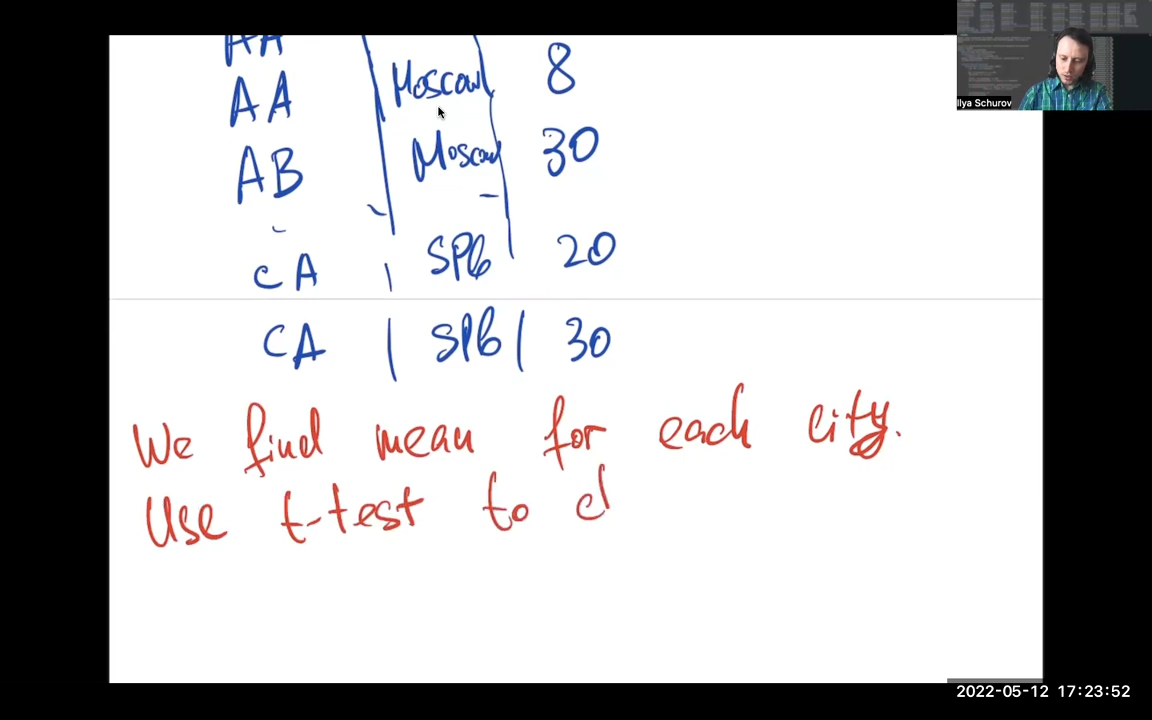 AA
AA Moscow 8
AB Moscow 30
CA | SPb 20
CA | SPb | 30
We find mean for each city.
Use t-test to d
Ilya Schurov
2022-05-12 17:23:52